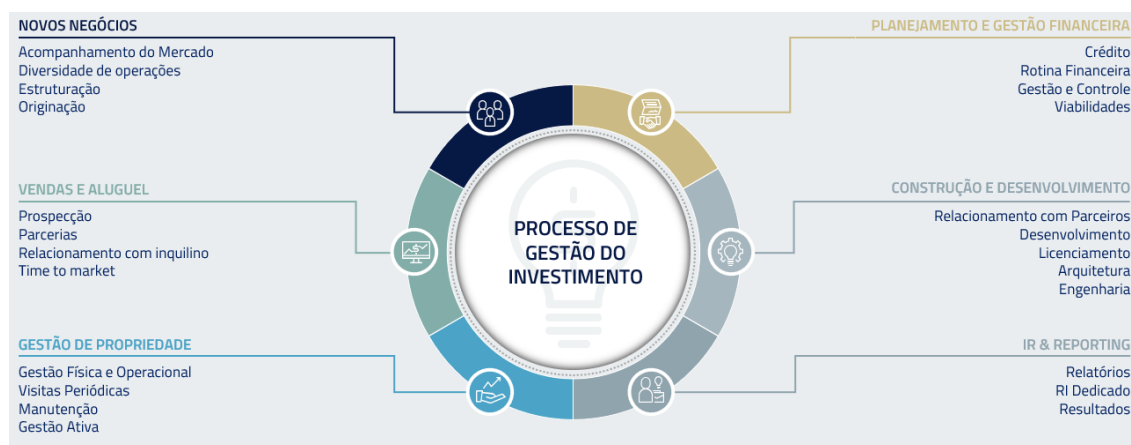 NOVOS NEGÓCIOS
Acompanhamento do Mercado
Diversidade de operações
Estruturação
Originação
PLANEJAMENTO E GESTÃO FINANCEIRA
Crédito
Rotina Financeira
Gestão e Controle
Viabilidades
VENDAS E ALUGUEL
Prospecção
Parcerias
Relacionamento com inquilino
Time to market
PROCESSO DE
GESTÃO DO
INVESTIMENTO
CONSTRUÇÃO E DESENVOLVIMENTO
Relacionamento com Parceiros
Desenvolvimento
Licenciamento
Arquitetura
Engenharia
GESTÃO DE PROPRIEDADE
Gestão Física e Operacional
Visitas Periódicas
Manutenção
Gestão Ativa
IR & REPORTING
Relatórios
RI Dedicado
Resultados